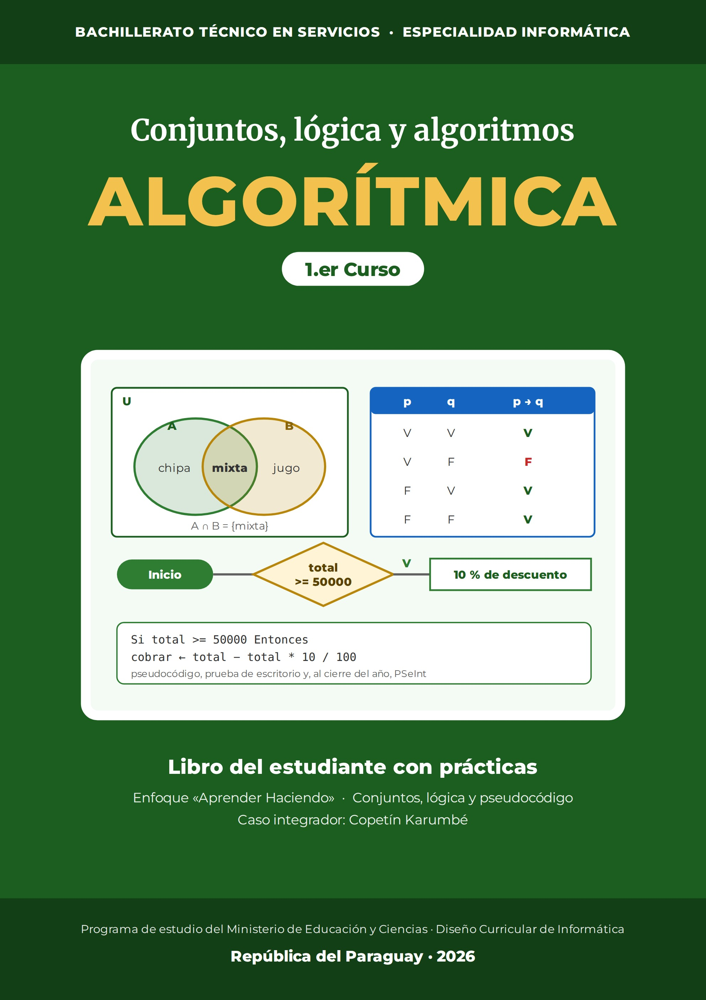 BACHILLERATO TÉCNICO EN SERVICIOS • ESPECIALIDAD INFORMÁTICA
Conjuntos, lógica y algoritmos
ALGORÍTMICA
1.er Curso
U
A B
chipa mixta jugo
A ∩ B = {mixta}
p q p → q
V V V
V F F
F V V
F F V
Inicio
total
>= 50000
V
10 % de descuento
Si total >= 50000 Entonces
cobrar ← total − total * 10 / 100
pseudocódigo, prueba de escritorio y, al cierre del año, PSeInt
Libro del estudiante con prácticas
Enfoque «Aprender Haciendo» · Conjuntos, lógica y pseudocódigo
Caso integrador: Copetín Karumbé
Programa de estudio del Ministerio de Educación y Ciencias · Diseño Curricular de Informática
República del Paraguay • 2026